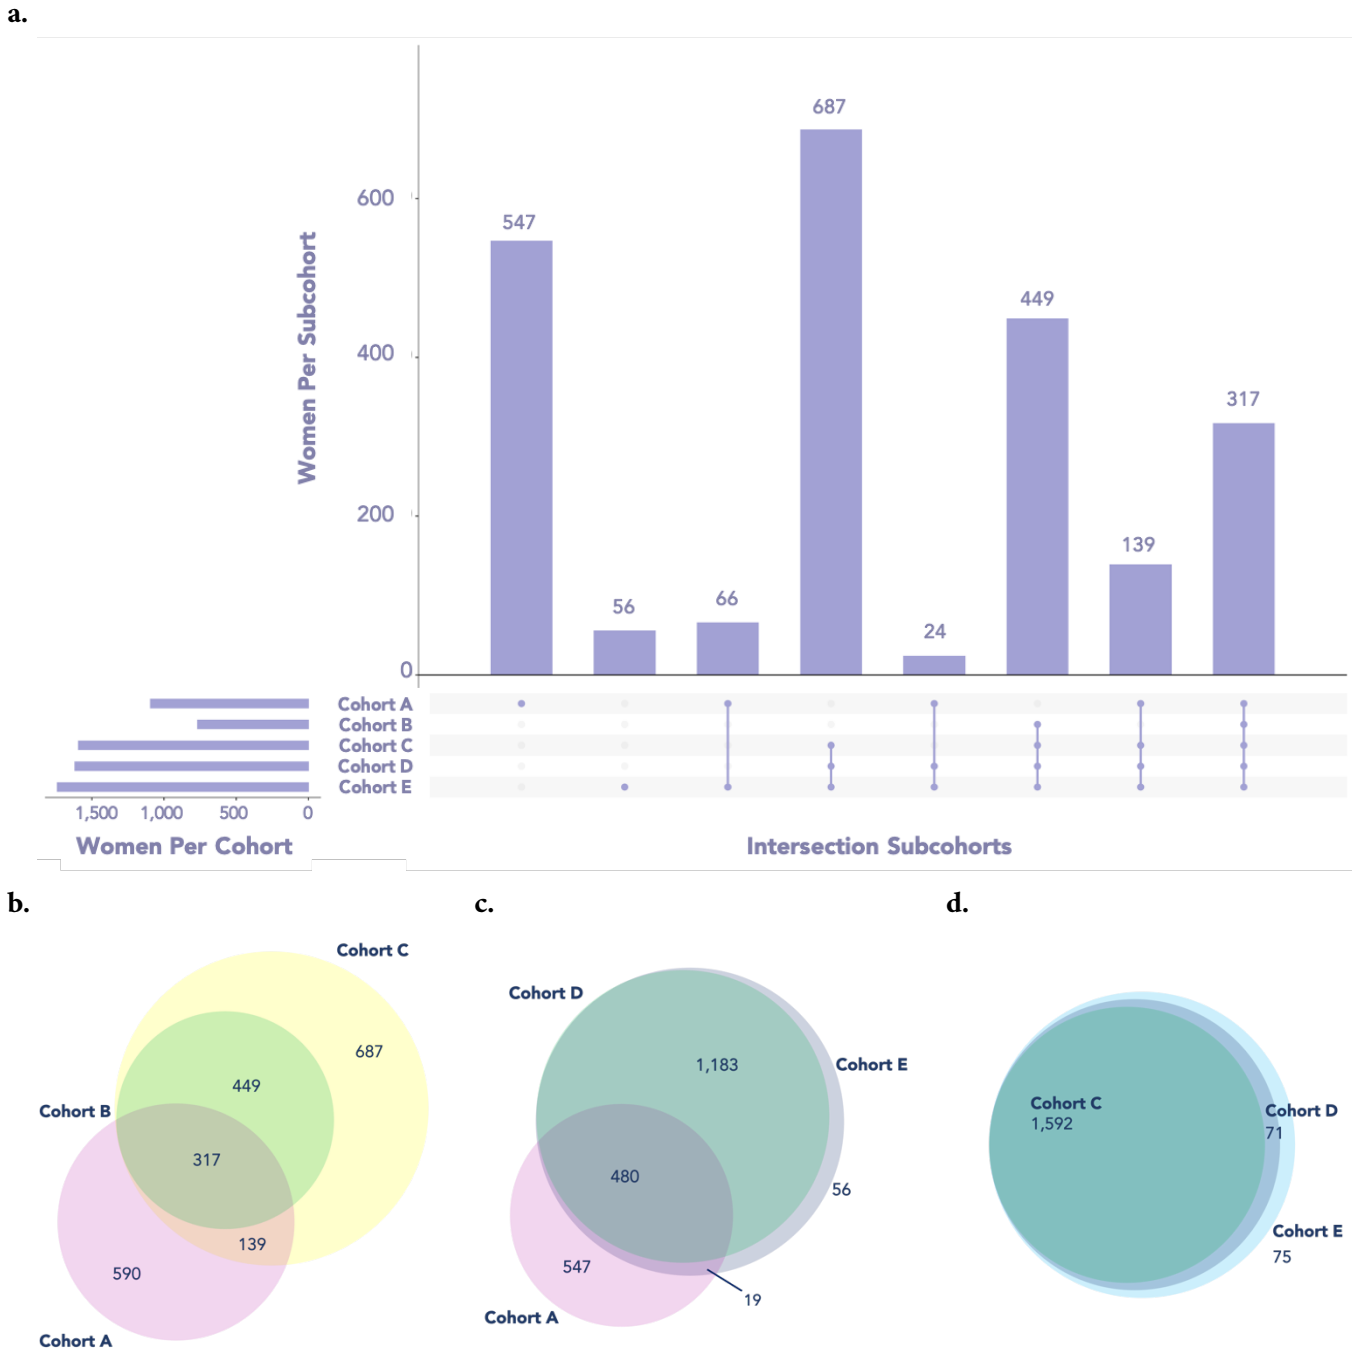 a.
687
600
547
Women Per Subcohort
449
400
317
200
139
66
56
24
0
Cohort A
Cohort B
Cohort C
Cohort D
Cohort E
1,500 1,000 500 0
Women Per Cohort
Intersection Subcohorts
b.
Cohort C
687
449
Cohort B
317
139
590
Cohort A
c.
Cohort D
1,183
Cohort E
480
56
547
19
Cohort A
d.
Cohort C
1,592
Cohort D
71
Cohort E
75